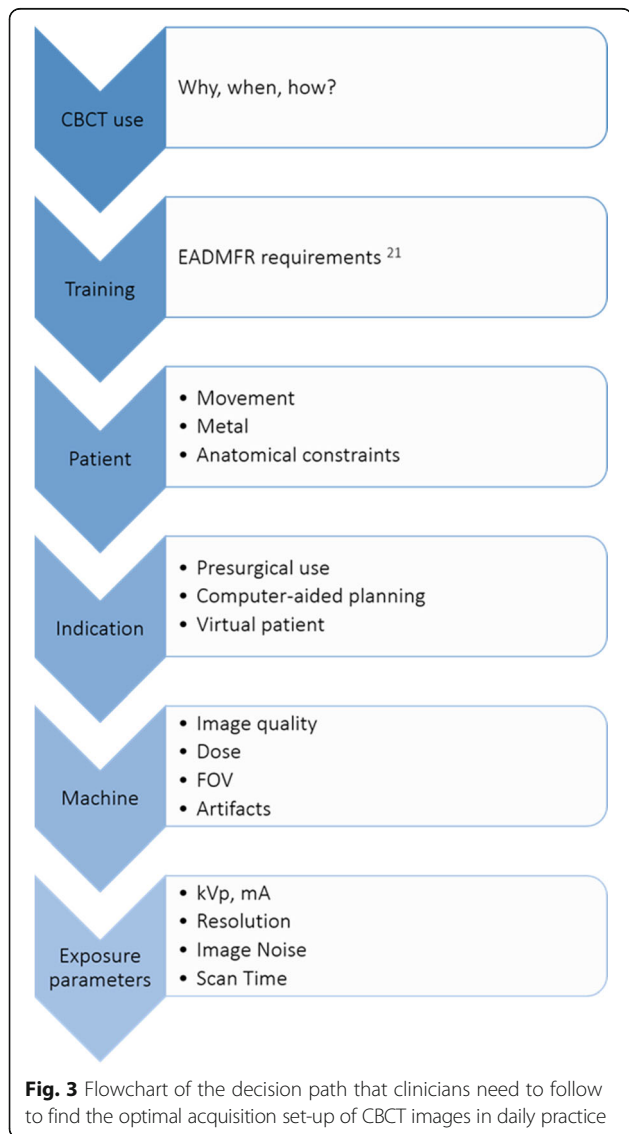 CBCT use
Why, when, how?
Training
EADMFR requirements 21
Patient
• Movement
• Metal
• Anatomical constraints
Indication
• Presurgical use
• Computer-aided planning
• Virtual patient
Machine
• Image quality
• Dose
• FOV
• Artifacts
Exposure
parameters
• kVp, mA
• Resolution
• Image Noise
• Scan Time
Fig. 3 Flowchart of the decision path that clinicians need to follow
to find the optimal acquisition set-up of CBCT images in daily practice